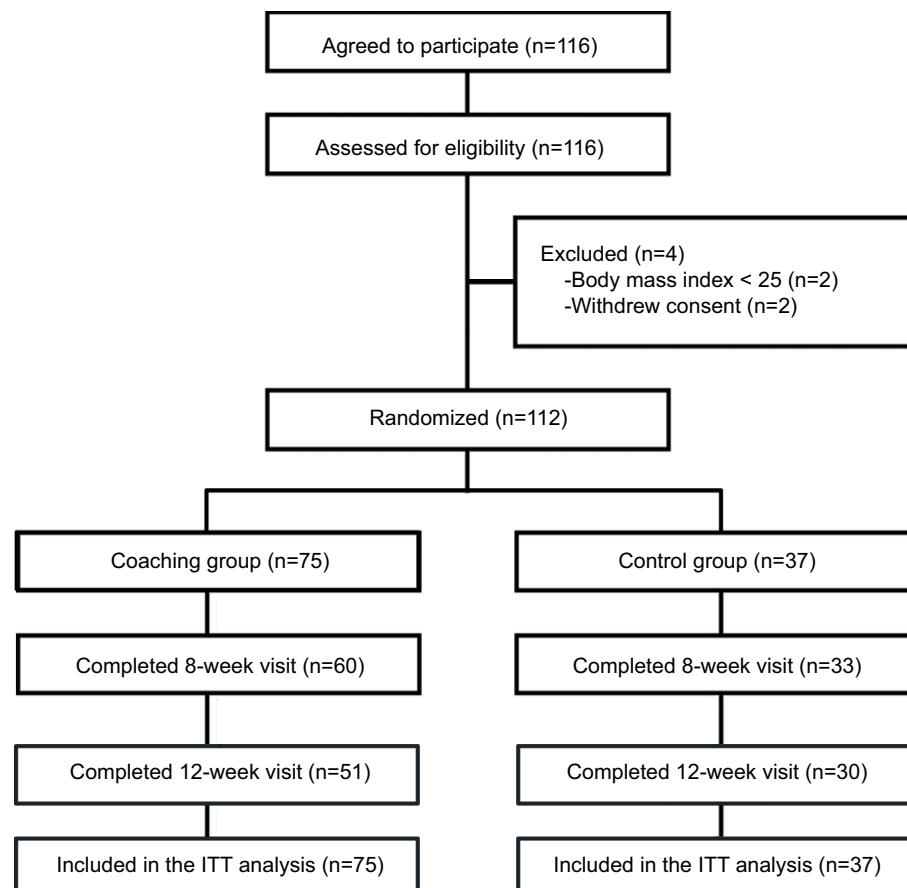 Agreed to participate (n=116)
Assessed for eligibility (n=116)
Excluded (n=4)
-Body mass index < 25 (n=2)
-Withdrew consent (n=2)
Randomized (n=112)
Coaching group (n=75)
Control group (n=37)
Completed 8-week visit (n=60)
Completed 8-week visit (n=33)
Completed 12-week visit (n=51)
Completed 12-week visit (n=30)
Included in the ITT analysis (n=75)
Included in the ITT analysis (n=37)